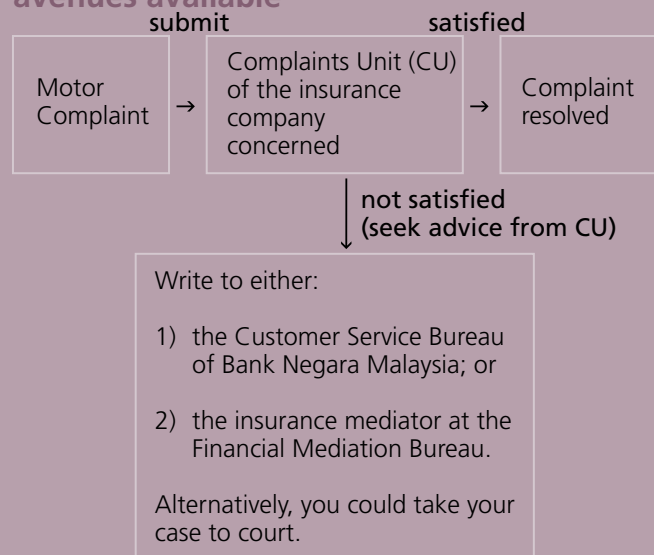 avenues available
submit
satisfied
Motor
Complaint
→
Complaints Unit (CU)
of the insurance
company
concerned
→
Complaint
resolved
not satisfied
(seek advice from CU)
Write to either:
1) the Customer Service Bureau
of Bank Negara Malaysia; or
2) the insurance mediator at the
Financial Mediation Bureau.
Alternatively, you could take your
case to court.